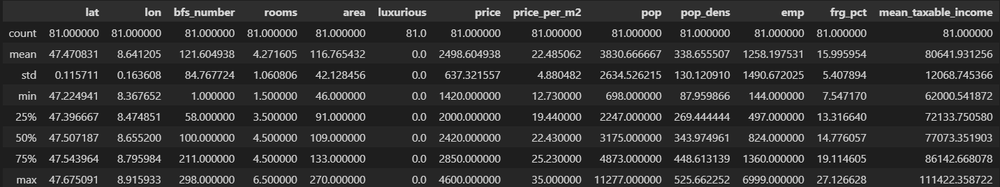 lat lon bfs_number rooms area luxurious price price_per_m2 pop pop_dens emp frg_pct mean_taxable_income
count 81.000000 81.000000 81.000000 81.000000 81.000000 81.0 81.000000 81.000000 81.000000 81.000000 81.000000 81.000000 81.000000
mean 47.470831 8.641205 121.604938 4.271605 116.765432 0.0 2498.604938 22.485062 3830.666667 338.655507 1258.197531 15.995954 80641.931256
std 0.115711 0.163608 84.767724 1.060806 42.128456 0.0 637.321557 4.880482 2634.526215 130.120910 1490.672025 5.407894 12068.745366
min 47.224941 8.367652 1.000000 1.500000 46.000000 0.0 1420.000000 12.730000 698.000000 87.959866 144.000000 7.547170 62000.541872
25% 47.396667 8.474851 58.000000 3.500000 91.000000 0.0 2000.000000 19.440000 2247.000000 269.444444 497.000000 13.316640 72133.750580
50% 47.507187 8.655200 100.000000 4.500000 109.000000 0.0 2420.000000 22.430000 3175.000000 343.974961 824.000000 14.776057 77073.351903
75% 47.543964 8.795984 211.000000 4.500000 133.000000 0.0 2850.000000 25.230000 4873.000000 448.613139 1360.000000 19.114605 86142.668078
max 47.675091 8.915933 298.000000 6.500000 270.000000 0.0 4600.000000 35.000000 11277.000000 525.662252 6999.000000 27.126628 111422.358722